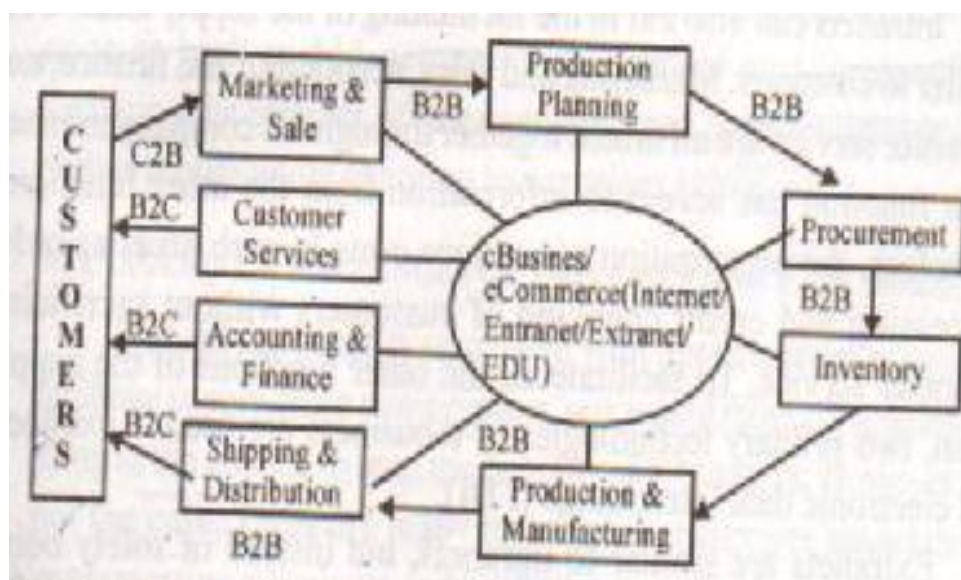 Marketing &
Sale
B2B
Production
Planning
B2B
CUSTOMERS
C2B
B2C
Customer
Services
cBusines/
eCommerce(Internet/
Entranet/Extranet/
EDU)
Procurement
B2B
B2C
Accounting &
Finance
Inventory
B2C
Shipping &
Distribution
B2B
Production &
Manufacturing
B2B